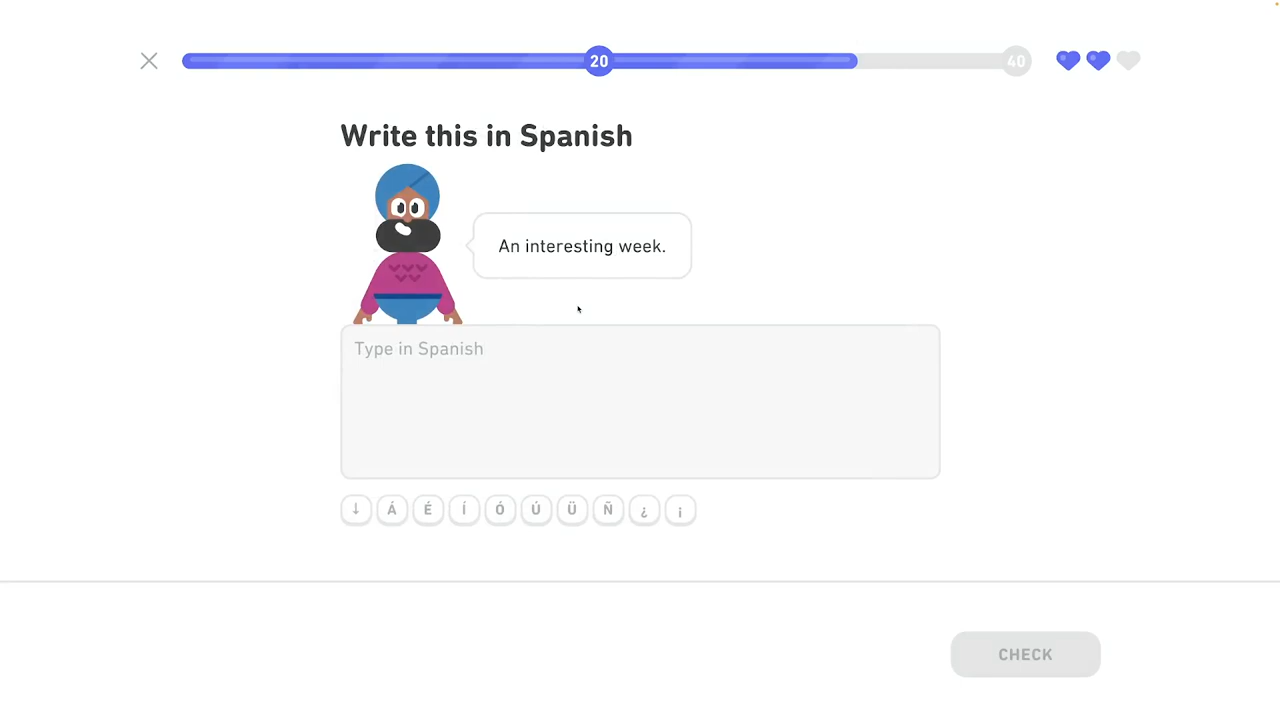 20
40
Write this in Spanish
An interesting week.
Type in Spanish
↓ Á É Í Ó Ú Ü Ñ ¿ ¡
CHECK